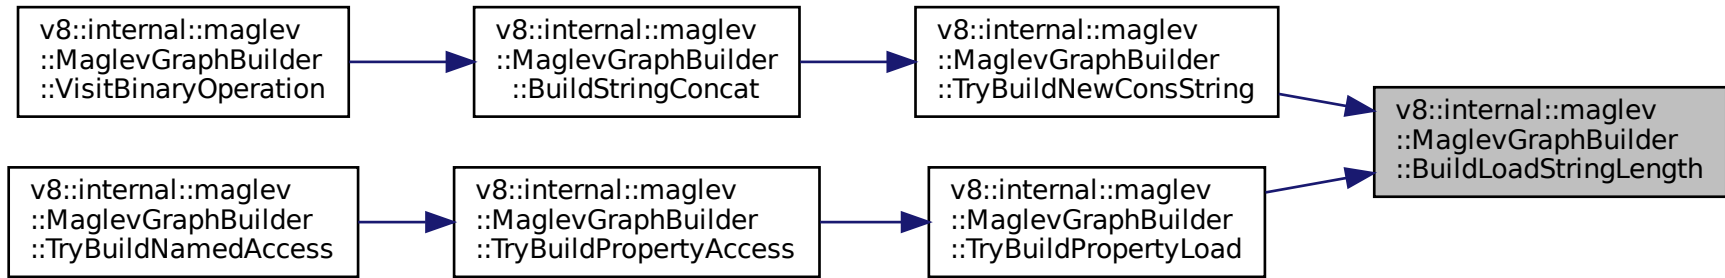 v8::internal::maglev
::MaglevGraphBuilder
::VisitBinaryOperation
v8::internal::maglev
::MaglevGraphBuilder
::BuildStringConcat
v8::internal::maglev
::MaglevGraphBuilder
::TryBuildNewConsString
v8::internal::maglev
::MaglevGraphBuilder
::BuildLoadStringLength
v8::internal::maglev
::MaglevGraphBuilder
::TryBuildNamedAccess
v8::internal::maglev
::MaglevGraphBuilder
::TryBuildPropertyAccess
v8::internal::maglev
::MaglevGraphBuilder
::TryBuildPropertyLoad